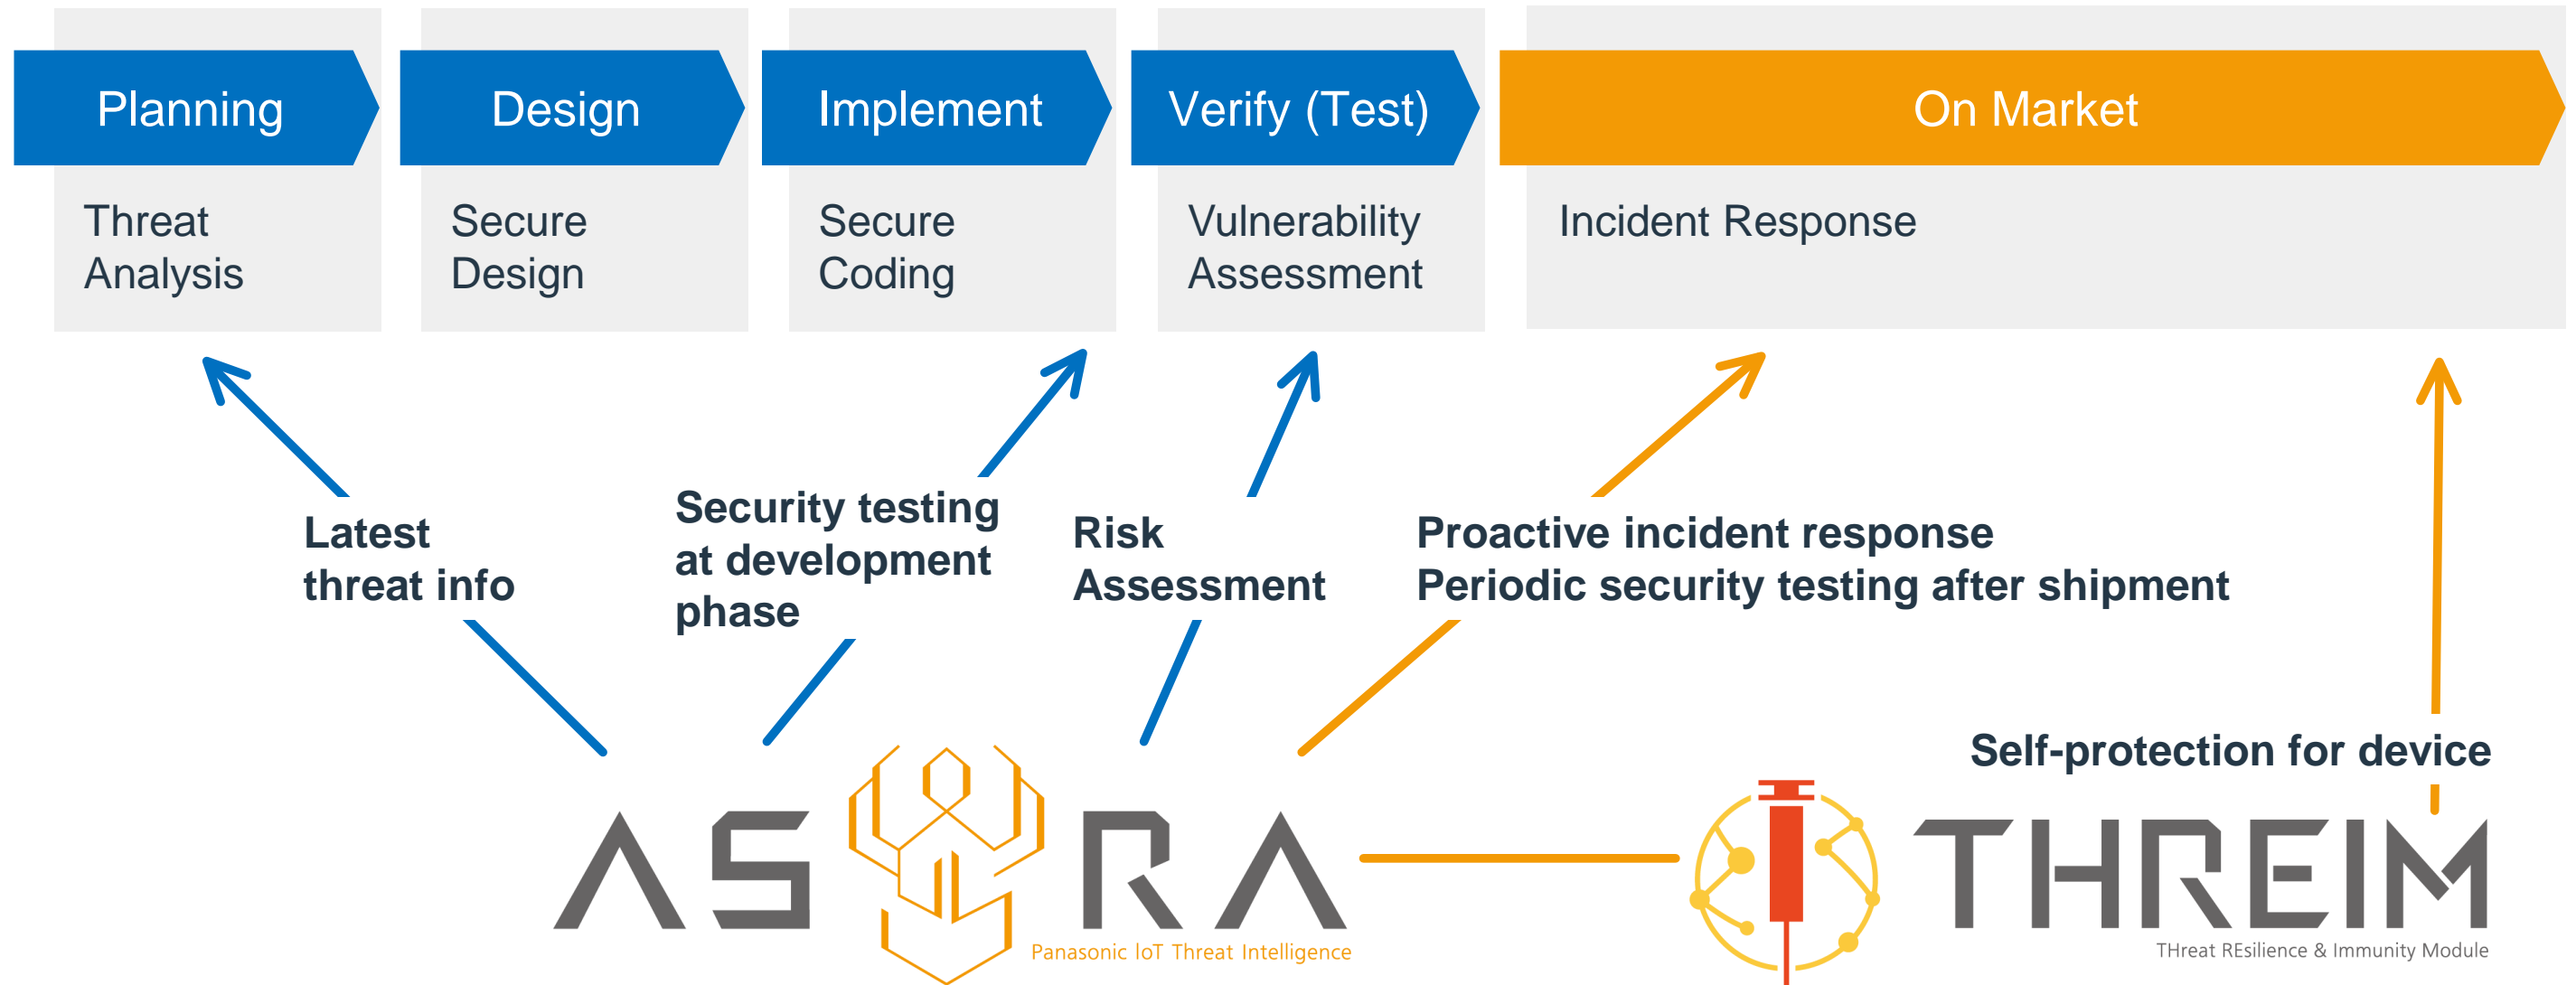 Planning
Design
Implement
Verify (Test)
On Market
Threat
Analysis
Secure
Design
Secure
Coding
Vulnerability
Assessment
Incident Response
Latest
threat info
Security testing
at development
phase
Risk
Assessment
Proactive incident response
Periodic security testing after shipment
Self-protection for device
ASURA
Panasonic IoT Threat Intelligence
THREIM
THreat REsilience & Immunity Module